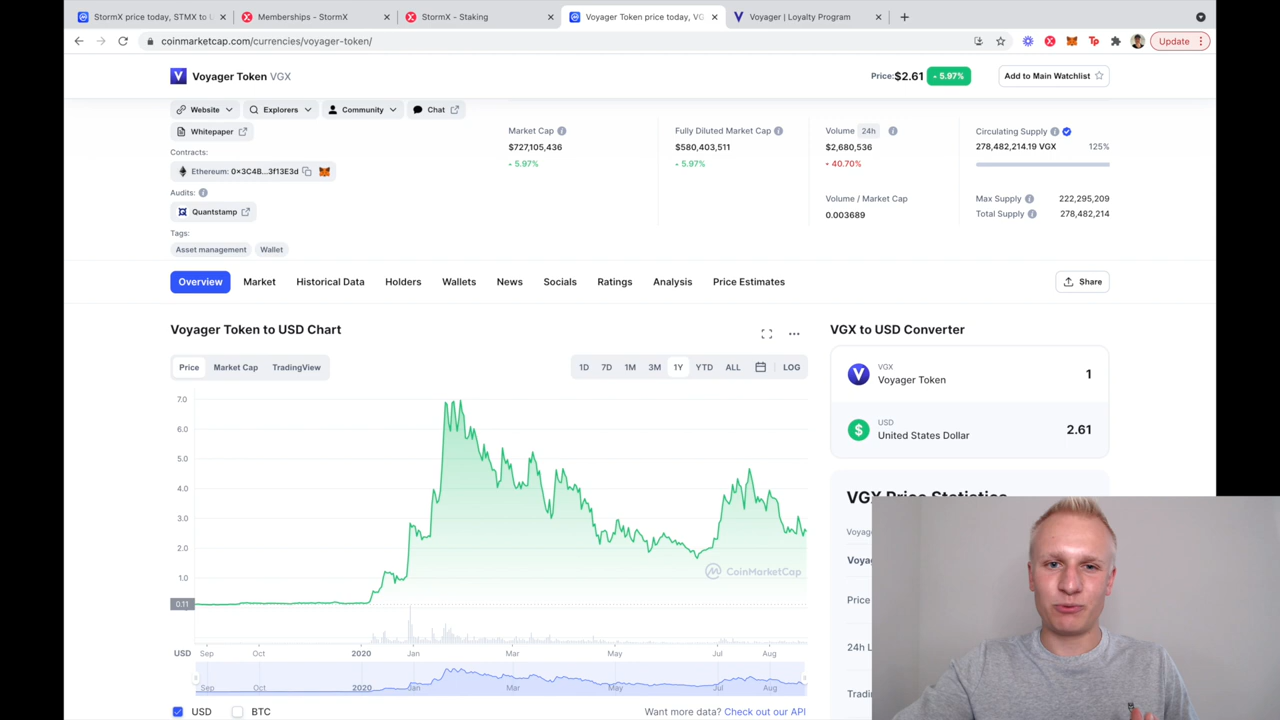 StormX price today, STMX to U
Memberships - StormX
StormX - Staking
Voyager Token price today, VG
Voyager | Loyalty Program
coinmarketcap.com/currencies/voyager-token/
Update
Voyager Token VGX
Price: $2.61 5.97%
Add to Main Watchlist
Website
Explorers
Community
Chat
Whitepaper
Contracts:
Ethereum: 0×3C4B...3f13E3d
Audits:
Quantstamp
Tags:
Asset management
Wallet
Market Cap
$727,105,436
5.97%
Fully Diluted Market Cap
$580,403,511
5.97%
Volume 24h
$2,680,536
40.70%
Volume / Market Cap
0.003689
Circulating Supply
278,482,214.19 VGX 125%
Max Supply 222,295,209
Total Supply 278,482,214
Overview
Market
Historical Data
Holders
Wallets
News
Socials
Ratings
Analysis
Price Estimates
Share
Voyager Token to USD Chart
Price
Market Cap
TradingView
1D 7D 1M 3M 1Y YTD ALL LOG
7.0
6.0
5.0
4.0
3.0
2.0
1.0
0.11
CoinMarketCap
USD Sep Oct 2020 Jan Mar May Jul Aug
Sep Oct 2020 Jan Mar May Jul Aug
USD
BTC
Want more data? Check out our API
VGX to USD Converter
VGX
Voyager Token
1
USD
United States Dollar
2.61
VGX Price Statistics
Voyag
Voya
Price
24h L
Tradi